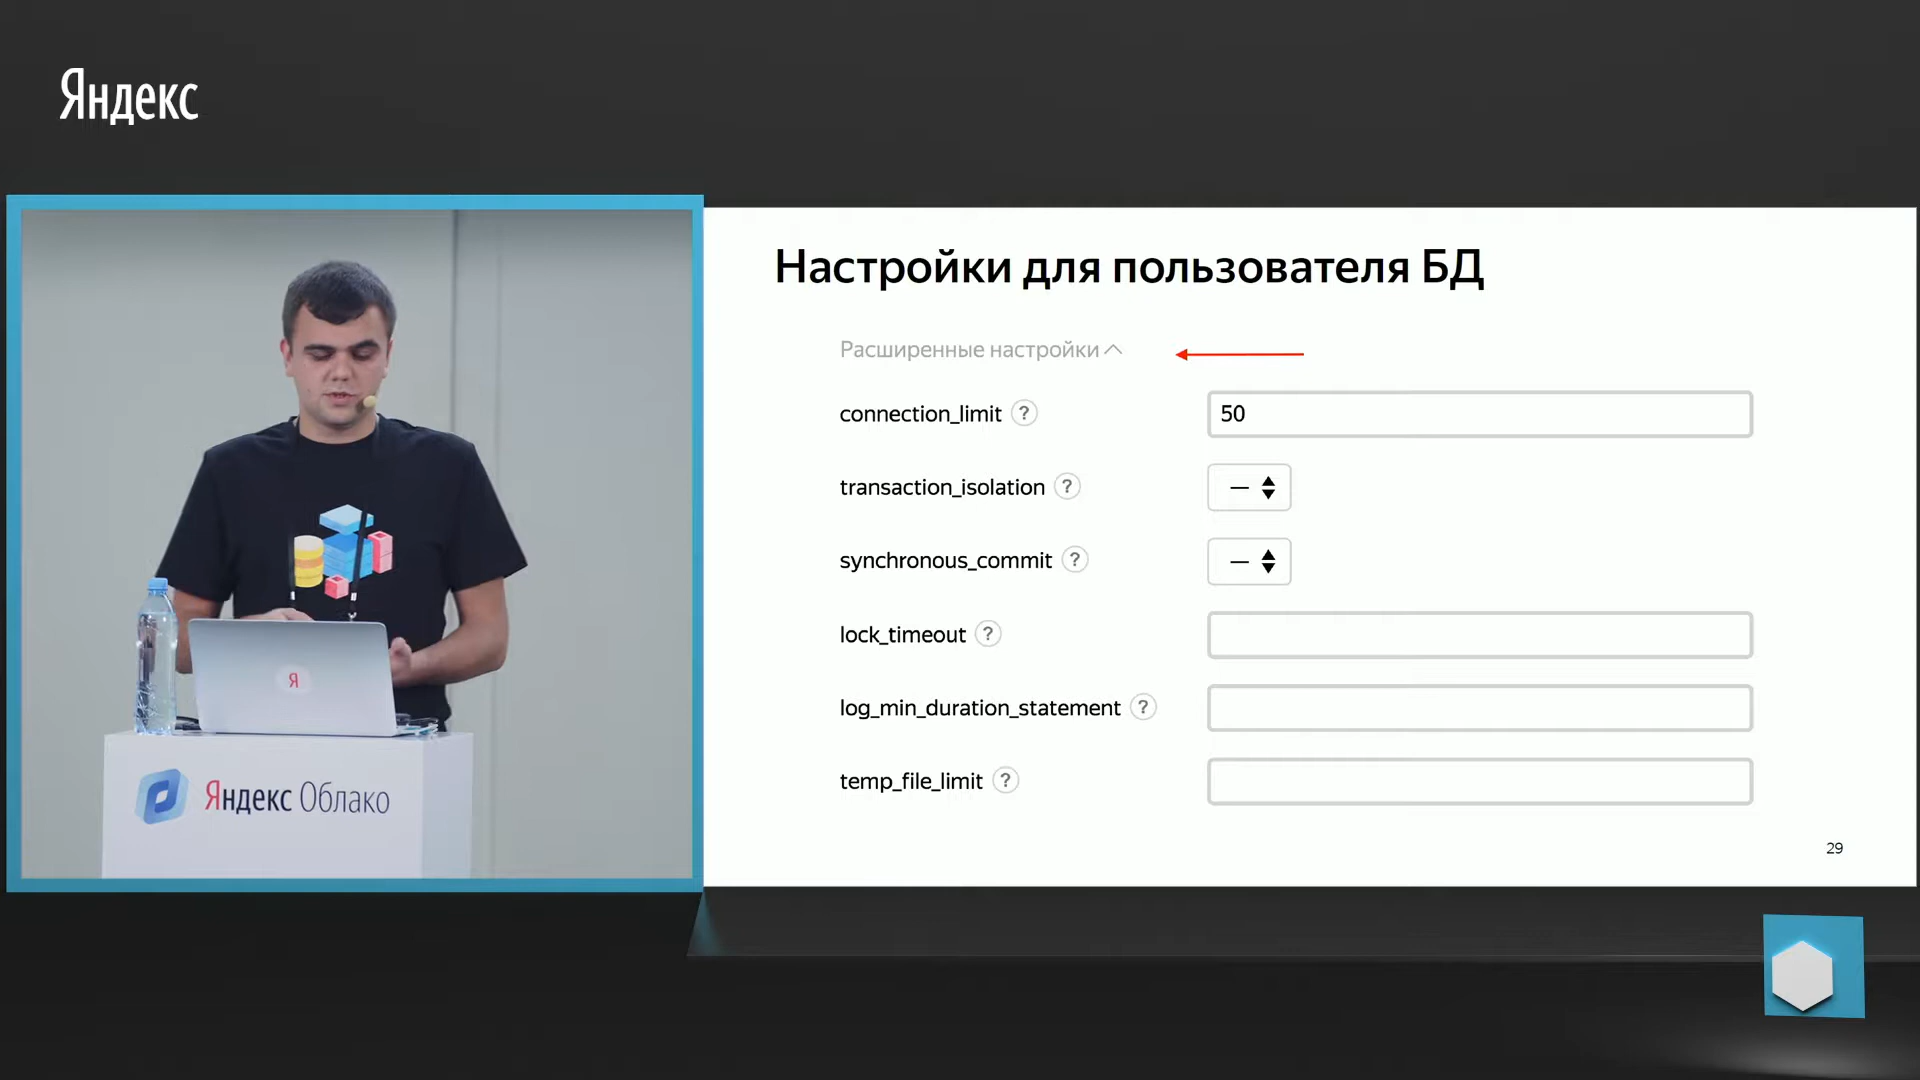 Яндекс
Настройки для пользователя БД
Расширенные настройки
connection_limit ? 50
transaction_isolation ? —
synchronous_commit ? —
lock_timeout ?
log_min_duration_statement ?
temp_file_limit ?
29
Я
Яндекс Облако